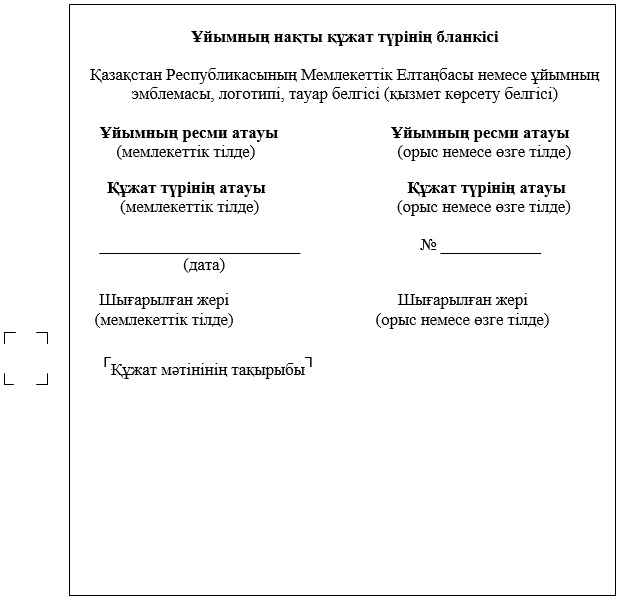 Ұйымның нақты құжат түрінің бланкісі
Қазақстан Республикасының Мемлекеттік Елтаңбасы немесе ұйымның
эмблемасы, логотипі, тауар белгісі (қызмет көрсету белгісі)
Ұйымның ресми атауы Ұйымның ресми атауы
(мемлекеттік тілде) (орыс немесе өзге тілде)
Құжат түрінің атауы Құжат түрінің атауы
(мемлекеттік тілде) (орыс немесе өзге тілде)
________________________ № ____________
(дата)
Шығарылған жері Шығарылған жері
(мемлекеттік тілде) (орыс немесе өзге тілде)
Құжат мәтінінің тақырыбы